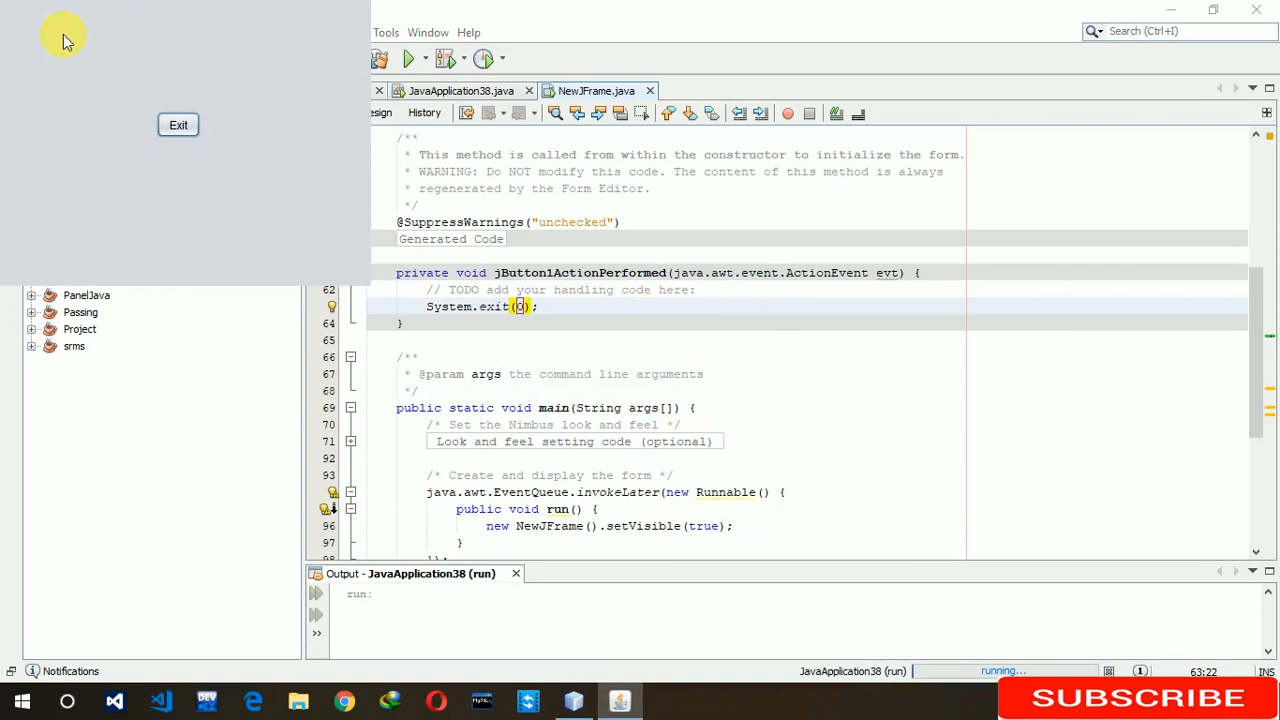 Tools Window Help
Search (Ctrl+I)
JavaApplication38.java
NewJFrame.java
esign History
Exit
/**
* This method is called from within the constructor to initialize the form.
* WARNING: Do NOT modify this code. The content of this method is always
* regenerated by the Form Editor.
*/
@SuppressWarnings("unchecked")
Generated Code
private void jButton1ActionPerformed(java.awt.event.ActionEvent evt) {
62 // TODO add your handling code here:
System.exit(0);
64 }
65
66 /**
67 * @param args the command line arguments
68 */
69 public static void main(String args[]) {
70 /* Set the Nimbus look and feel */
71 Look and feel setting code (optional)
92
93 /* Create and display the form */
java.awt.EventQueue.invokeLater(new Runnable() {
public void run() {
96 new NewJFrame().setVisible(true);
97 }
98 });
PanelJava
Passing
Project
srms
Output - JavaApplication38 (run)
run:
Notifications
JavaApplication38 (run)
running...
1
63:22
INS
DEV
MySQL
SUBSCRIBE